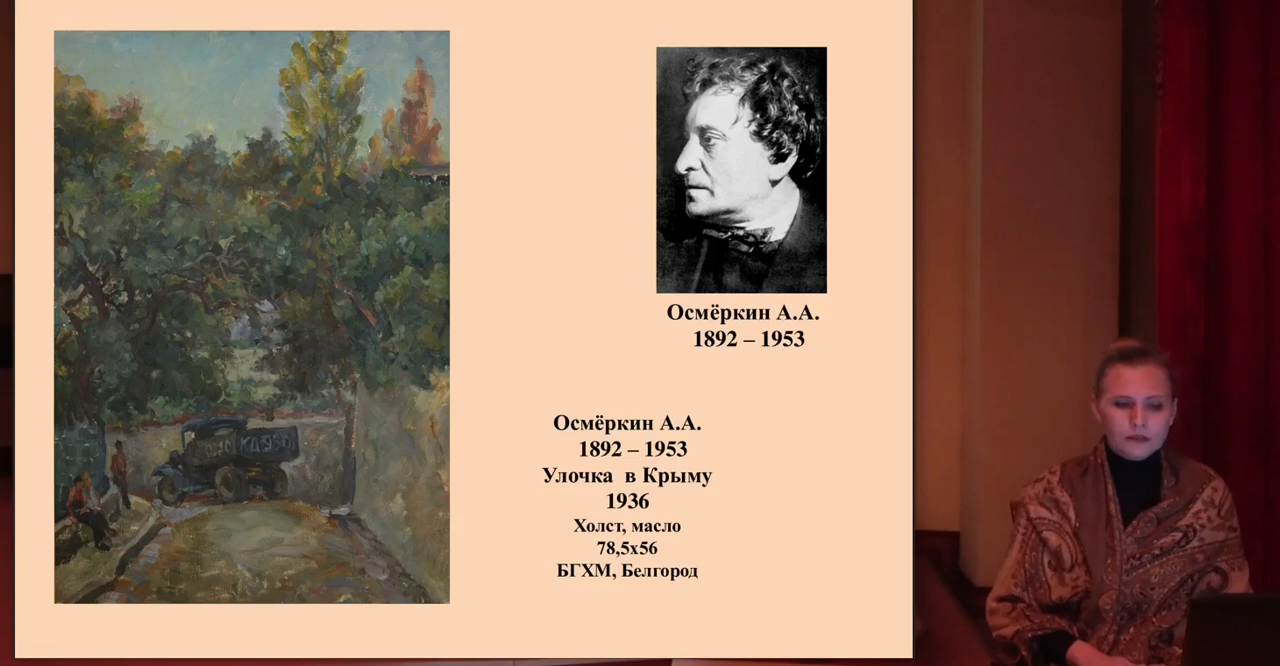 Осмёркин А.А.
1892 – 1953
Осмёркин А.А.
1892 – 1953
Улочка в Крыму
1936
Холст, масло
78,5х56
БГХМ, Белгород